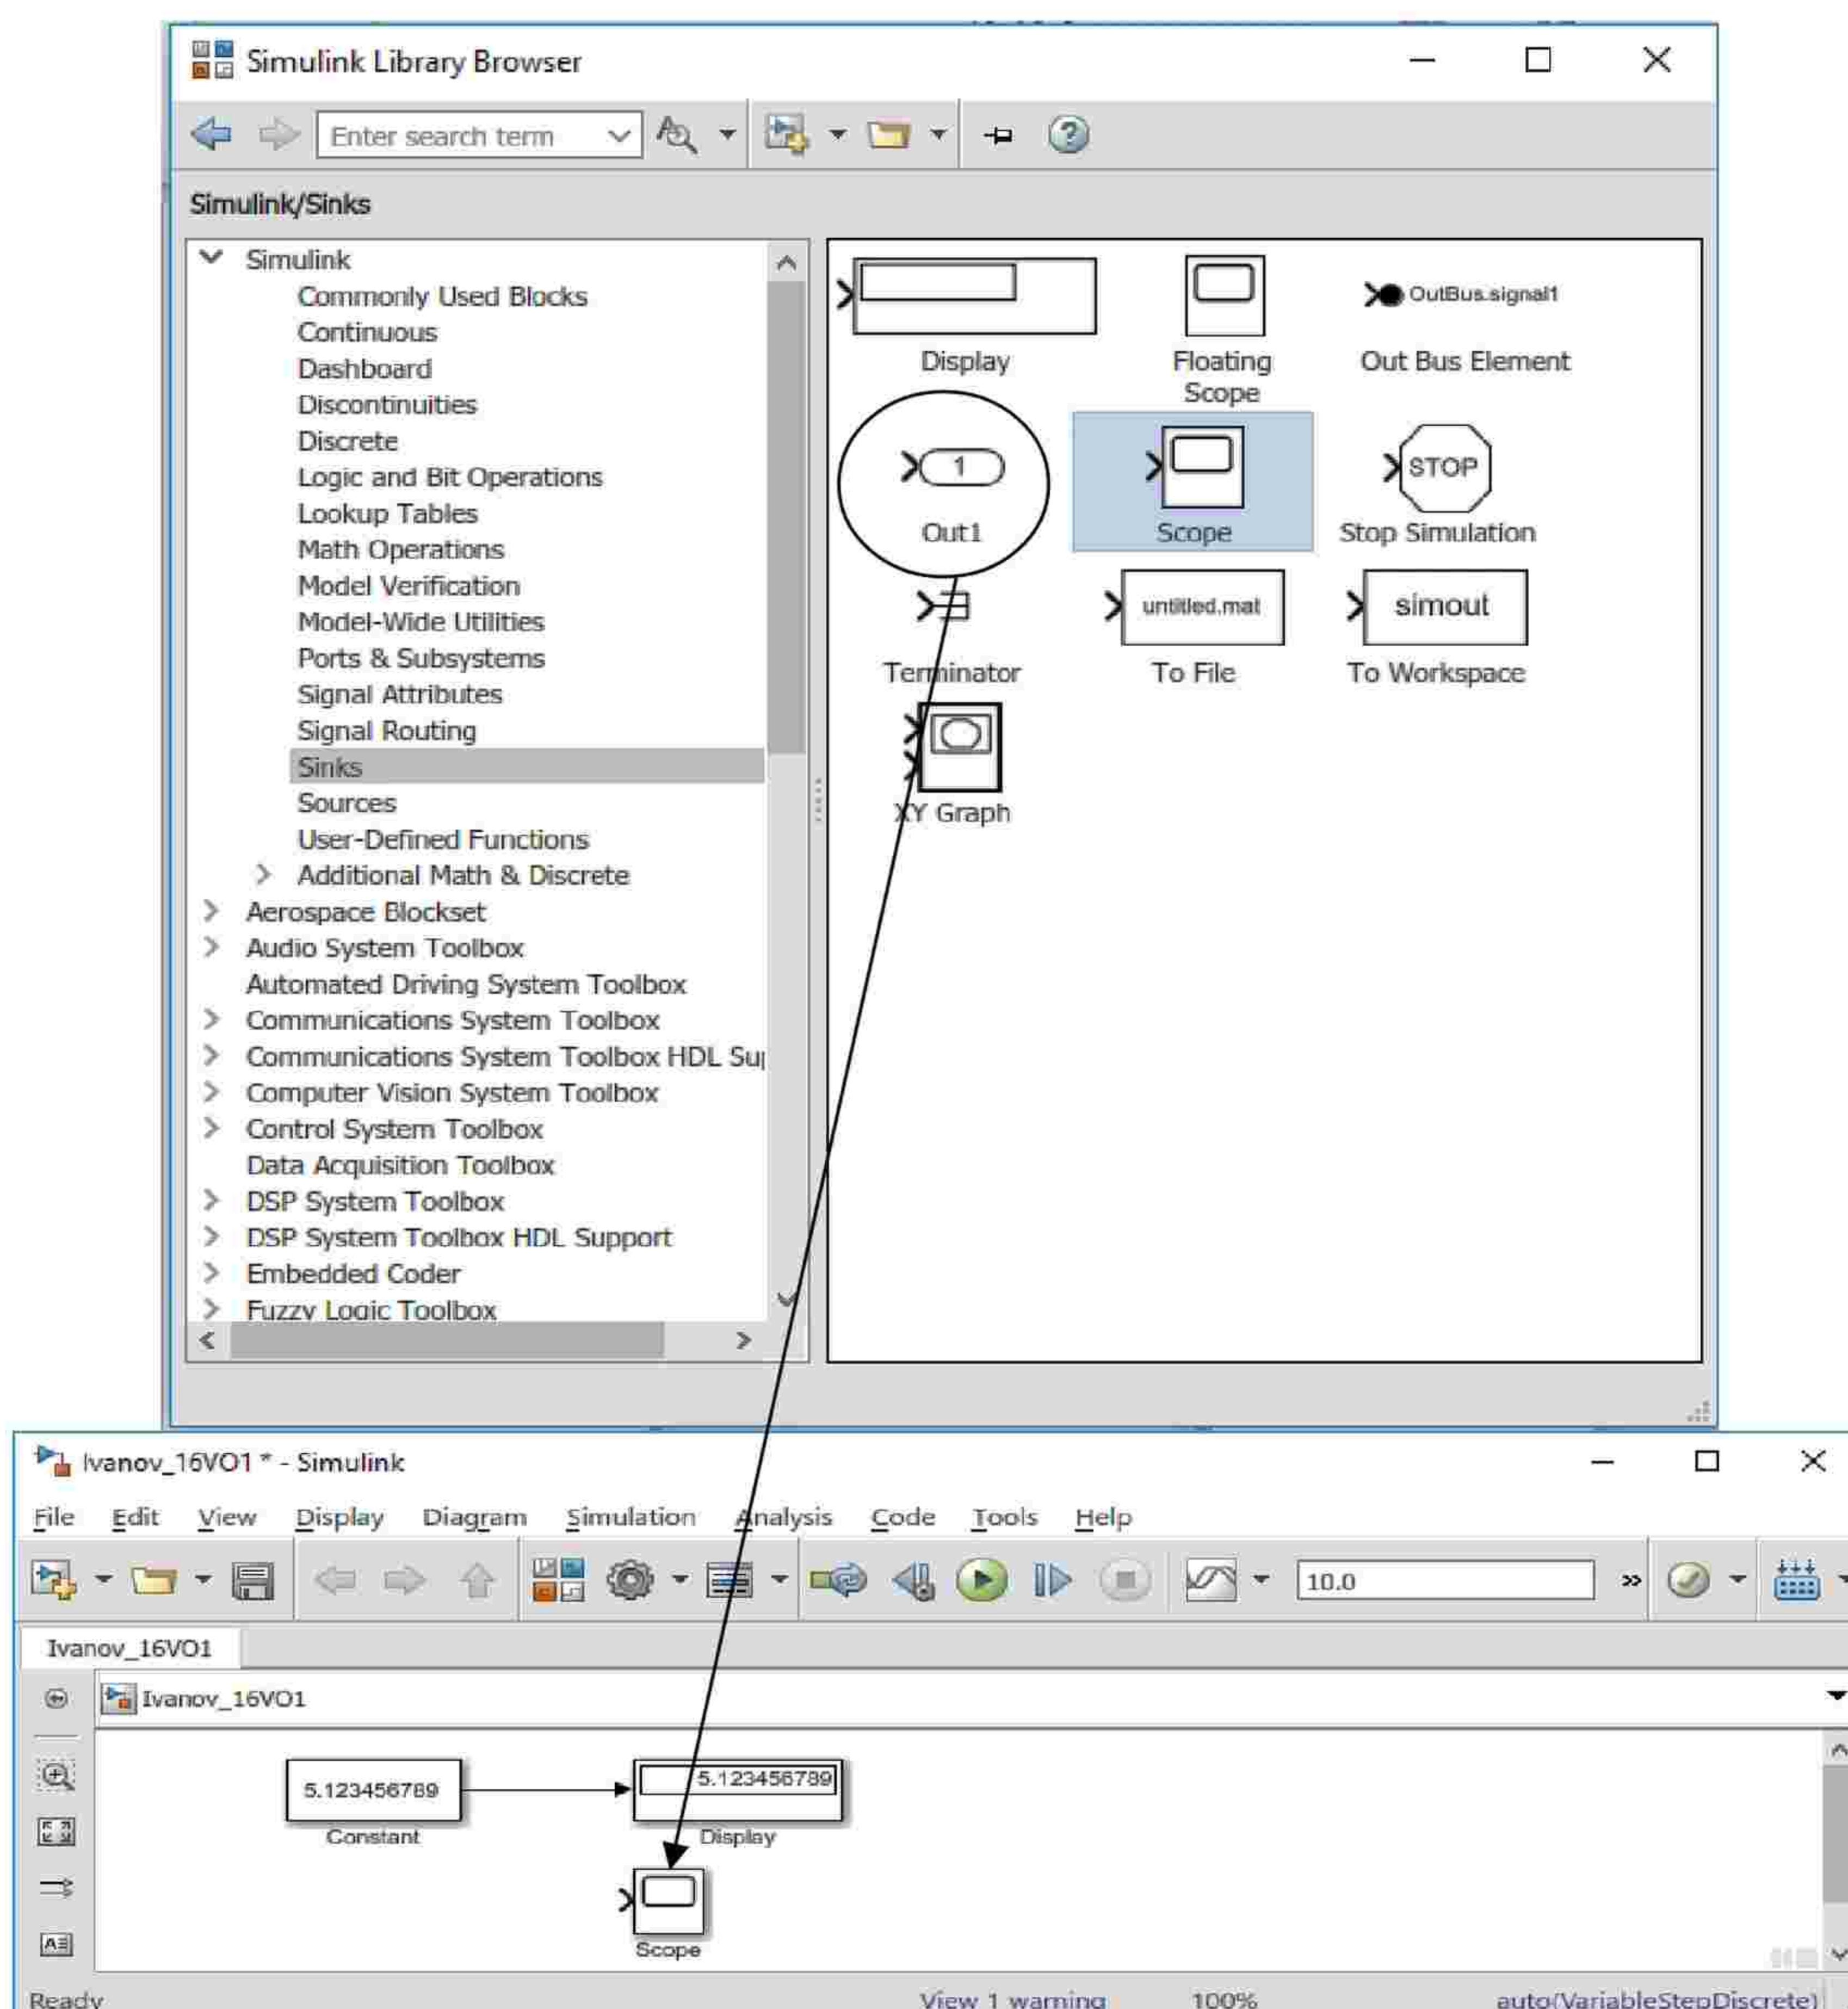 Simulink Library Browser
Enter search term
Simulink/Sinks
Simulink
Commonly Used Blocks
Continuous
Dashboard
Discontinuities
Discrete
Logic and Bit Operations
Lookup Tables
Math Operations
Model Verification
Model-Wide Utilities
Ports & Subsystems
Signal Attributes
Signal Routing
Sinks
Sources
User-Defined Functions
Additional Math & Discrete
Aerospace Blockset
Audio System Toolbox
Automated Driving System Toolbox
Communications System Toolbox
Communications System Toolbox HDL Su
Computer Vision System Toolbox
Control System Toolbox
Data Acquisition Toolbox
DSP System Toolbox
DSP System Toolbox HDL Support
Embedded Coder
Fuzzy Logic Toolbox
OutBus.signal1
Display
Floating
Scope
Out Bus Element
1
STOP
Out1
Scope
Stop Simulation
untitled.mat
simout
Terminator
To File
To Workspace
XY Graph
Ivanov_16VO1 * - Simulink
File Edit View Display Diagram Simulation Analysis Code Tools Help
10.0
Ivanov_16VO1
Ivanov_16VO1
5.123456789
5.123456789
Constant
Display
Scope
Ready
View 1 warning
100%
auto(VariableStepDiscrete)